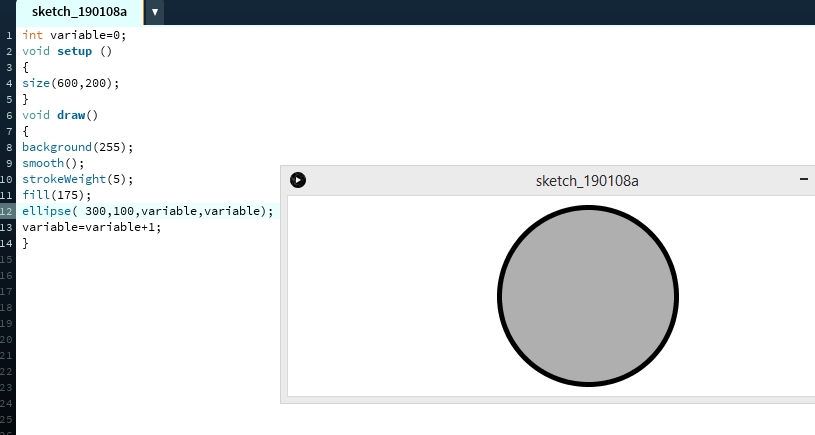 sketch_190108a
1 int variable=0;
2 void setup ()
3 {
4 size(600,200);
5 }
6 void draw()
7 {
8 background(255);
9 smooth();
10 strokeWeight(5);
11 fill(175);
12 ellipse( 300,100,variable,variable);
13 variable=variable+1;
14 }
15
16
17
18
19
20
21
22
23
24
25
26
sketch_190108a